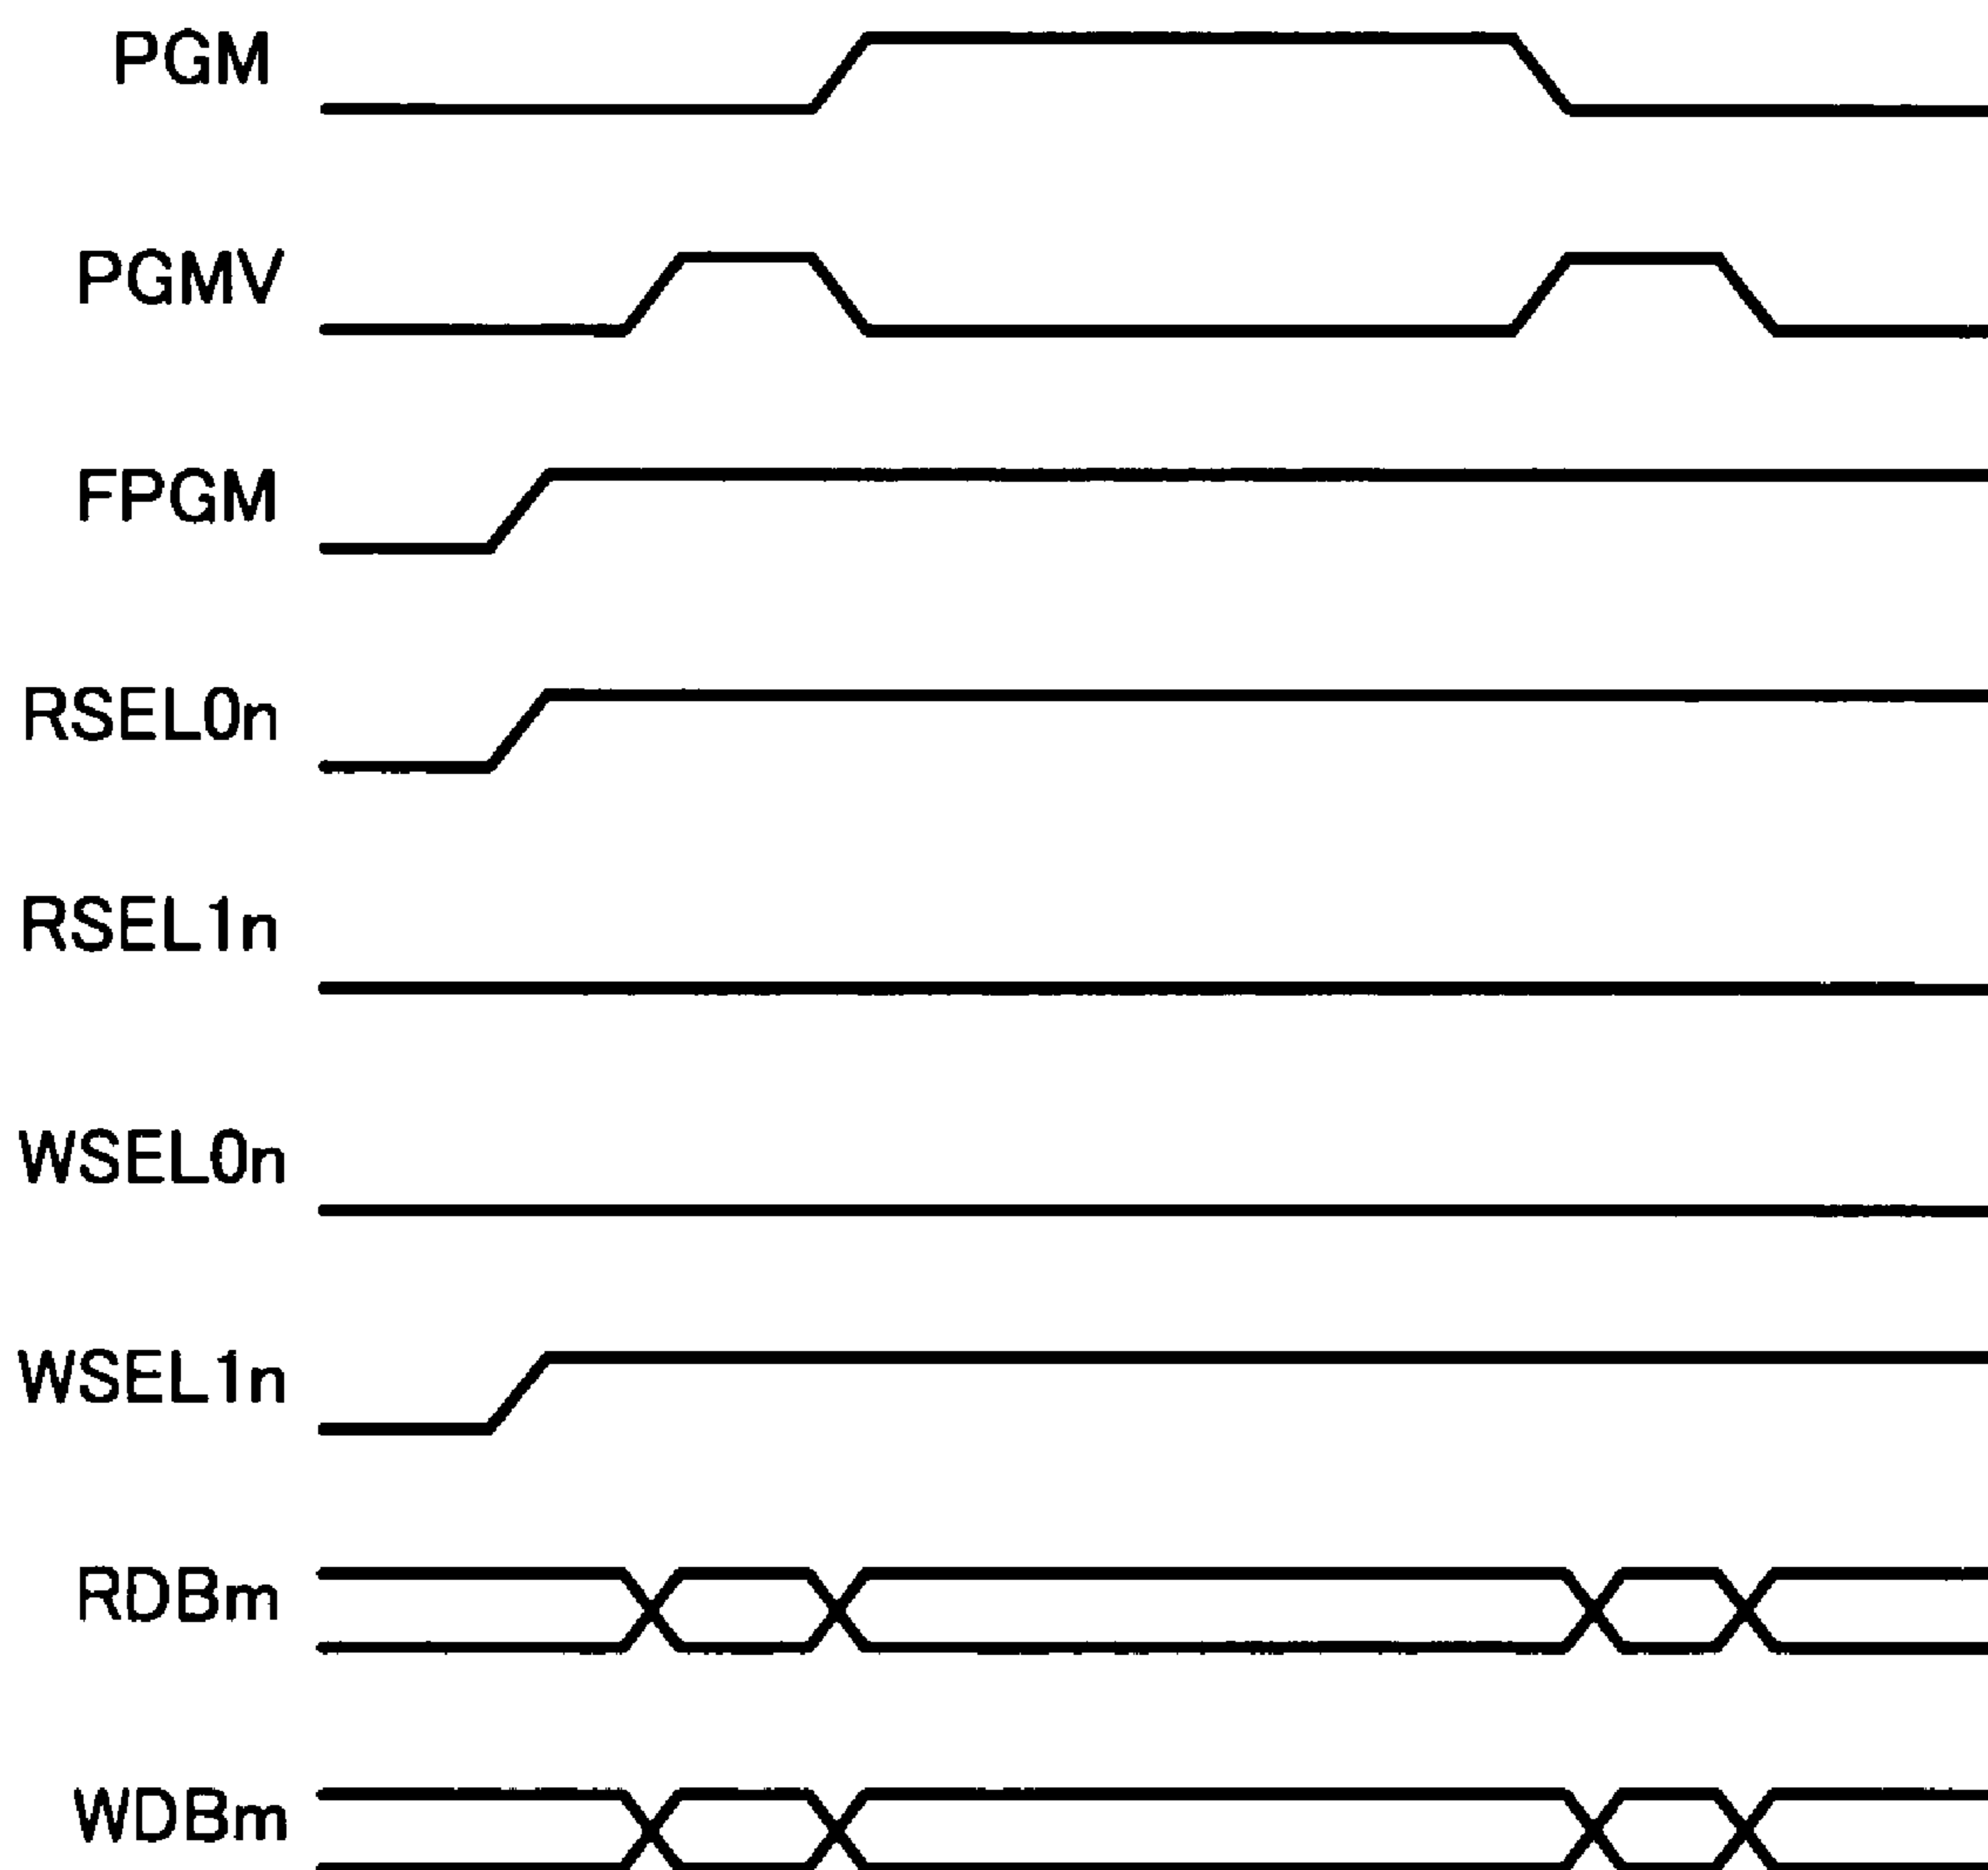 PGM
PGMV
FPGM
RSEL0n
RSEL1n
WSEL0n
WSEL1n
RDBm
WDBm